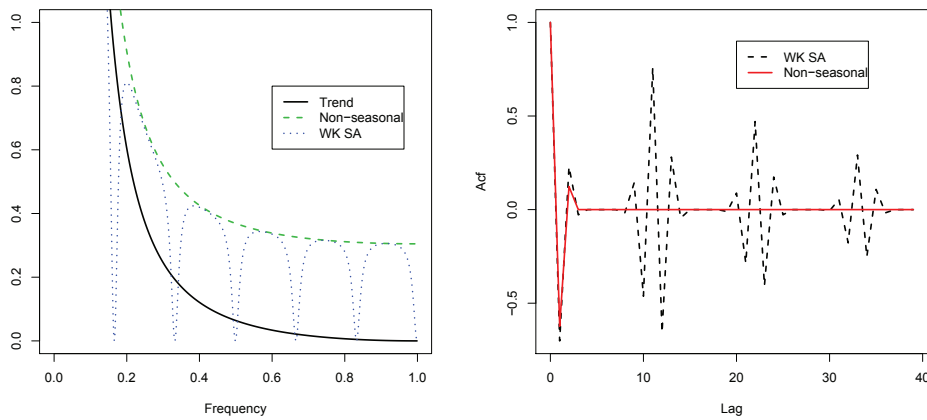 1.0
0.8
0.6
0.4
0.2
0.0
Trend
Non−seasonal
WK SA
0.0 0.2 0.4 0.6 0.8 1.0
Frequency
Acf
1.0
0.5
0.0
−0.5
WK SA
Non−seasonal
0 10 20 30 40
Lag